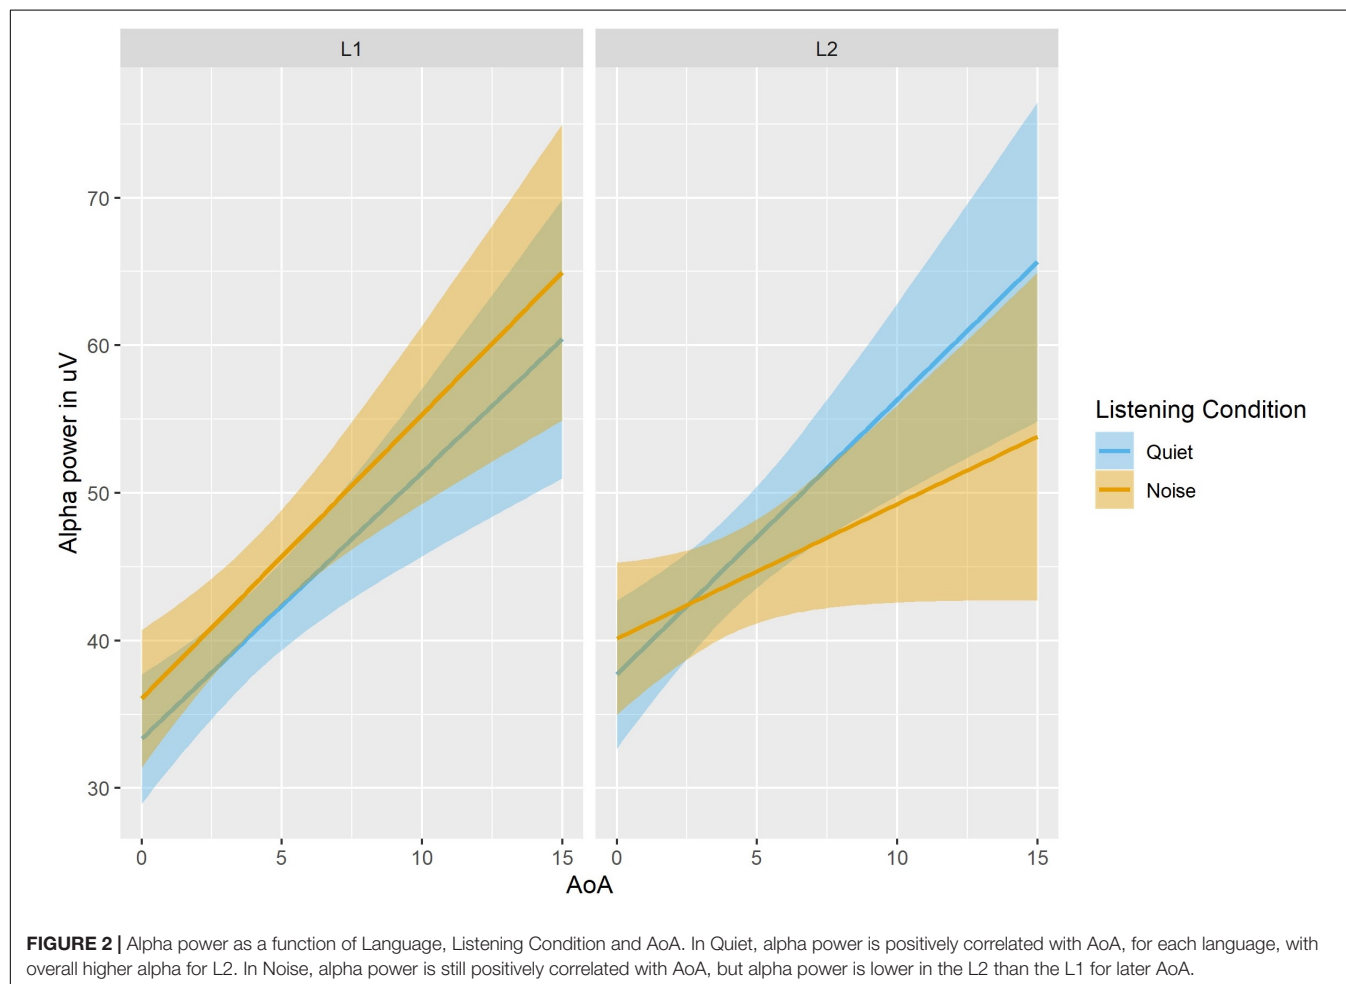 L1
L2
Alpha power in uV
70
60
50
40
30
0
5
10
15
0
5
10
15
AoA
Listening Condition
Quiet
Noise
FIGURE 2 | Alpha power as a function of Language, Listening Condition and AoA. In Quiet, alpha power is positively correlated with AoA, for each language, with
overall higher alpha for L2. In Noise, alpha power is still positively correlated with AoA, but alpha power is lower in the L2 than the L1 for later AoA.